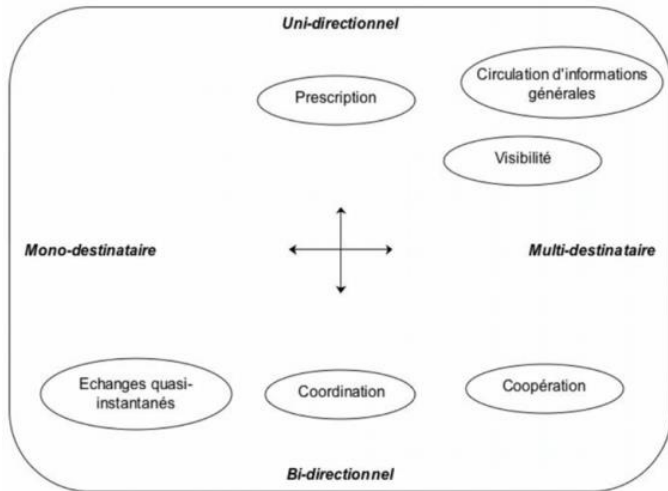 Uni-directionnel
Circulation d'informations
générales
Prescription
Visibilité
Mono-destinataire
Multi-destinataire
Echanges quasi-
instantanés
Coordination
Coopération
Bi-directionnel